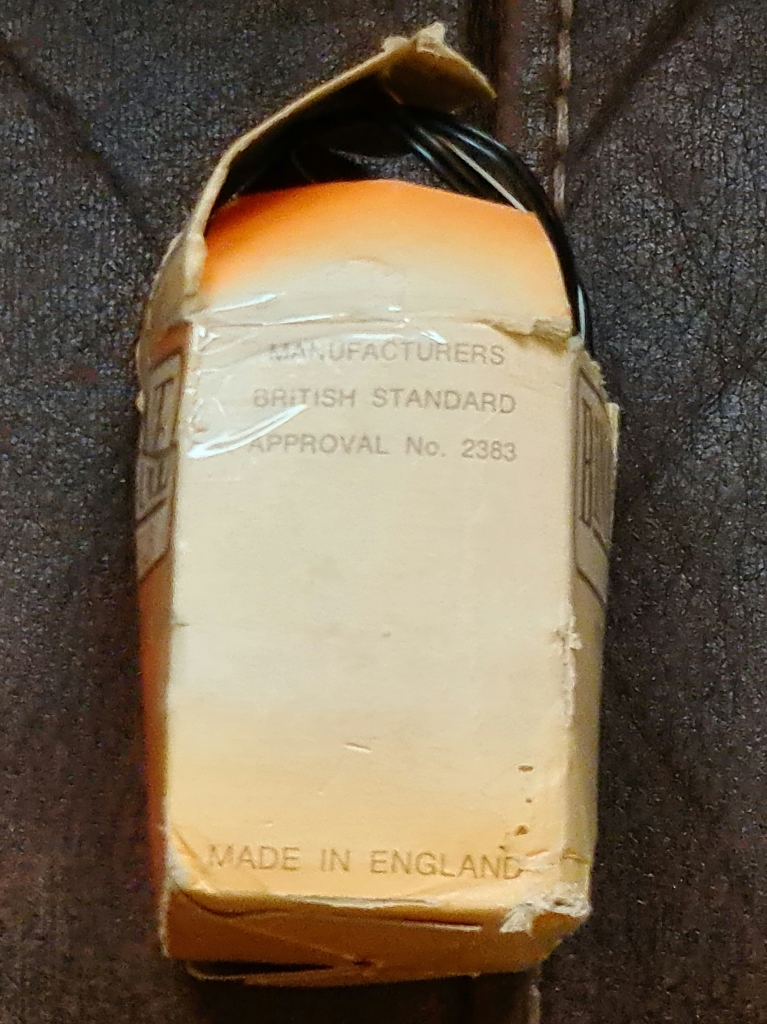 MANUFACTURERS
BRITISH STANDARD
APPROVAL No. 2383
MADE IN ENGLAND